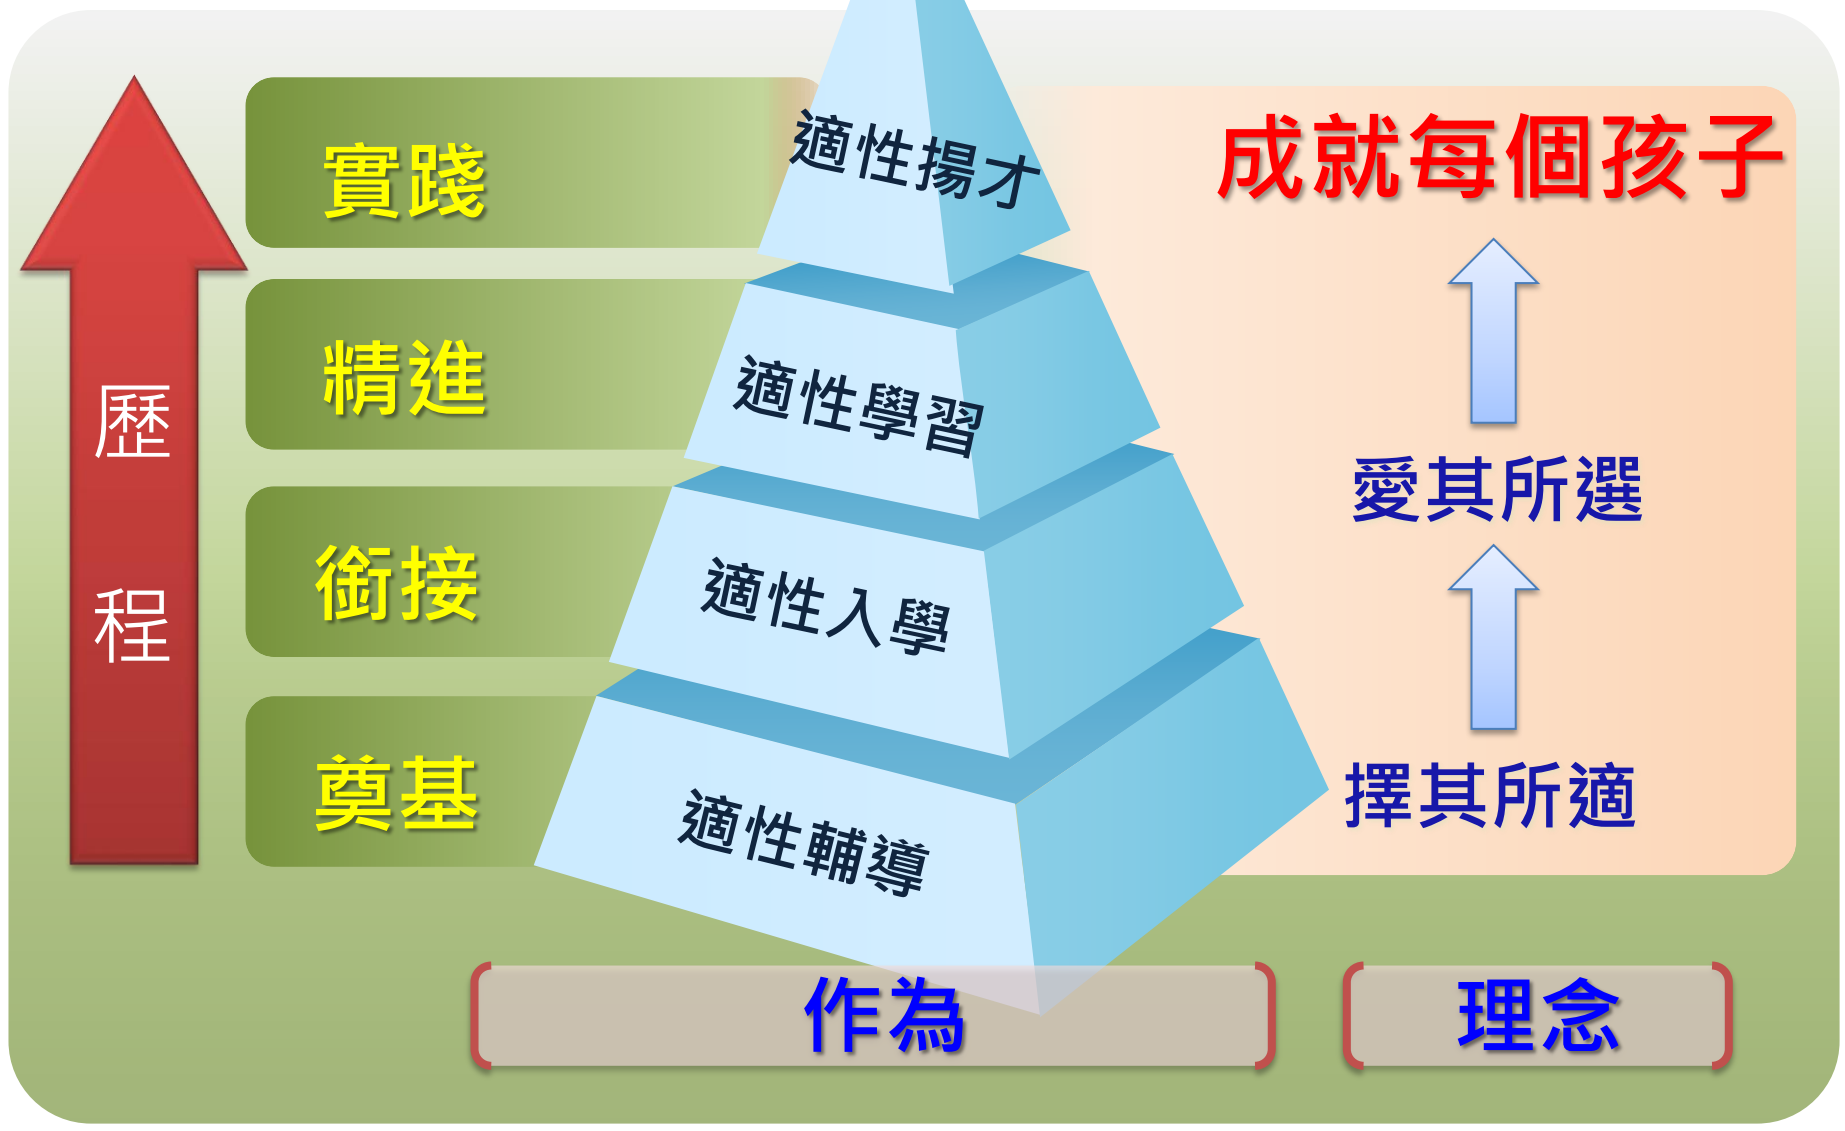 歷
程
實踐
精進
銜接
奠基
適性揚才
適性學習
適性入學
適性輔導
成就每個孩子
愛其所選
擇其所適
作為
理念